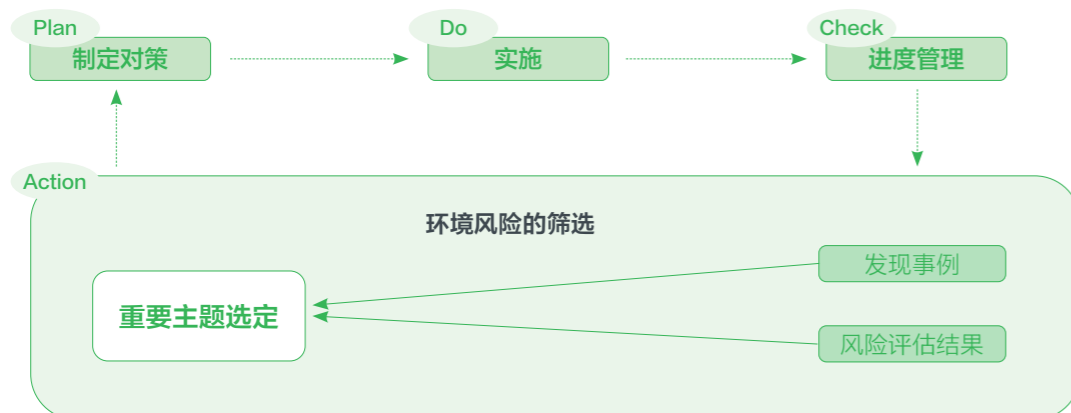 Plan
制定对策
Do
实施
Check
进度管理
Action
环境风险的筛选
发现事例
重要主题选定
风险评估结果